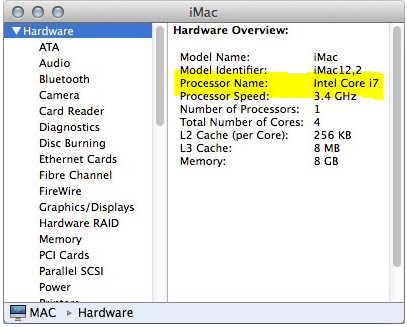 iMac
Hardware
ATA
Audio
Bluetooth
Camera
Card Reader
Diagnostics
Disc Burning
Ethernet Cards
Fibre Channel
FireWire
Graphics/Displays
Hardware RAID
Memory
PCI Cards
Parallel SCSI
Power
Hardware Overview:
Model Name: iMac
Model Identifier: iMac12,2
Processor Name: Intel Core i7
Processor Speed: 3.4 GHz
Number of Processors: 1
Total Number of Cores: 4
L2 Cache (per Core): 256 KB
L3 Cache: 8 MB
Memory: 8 GB
MAC Hardware